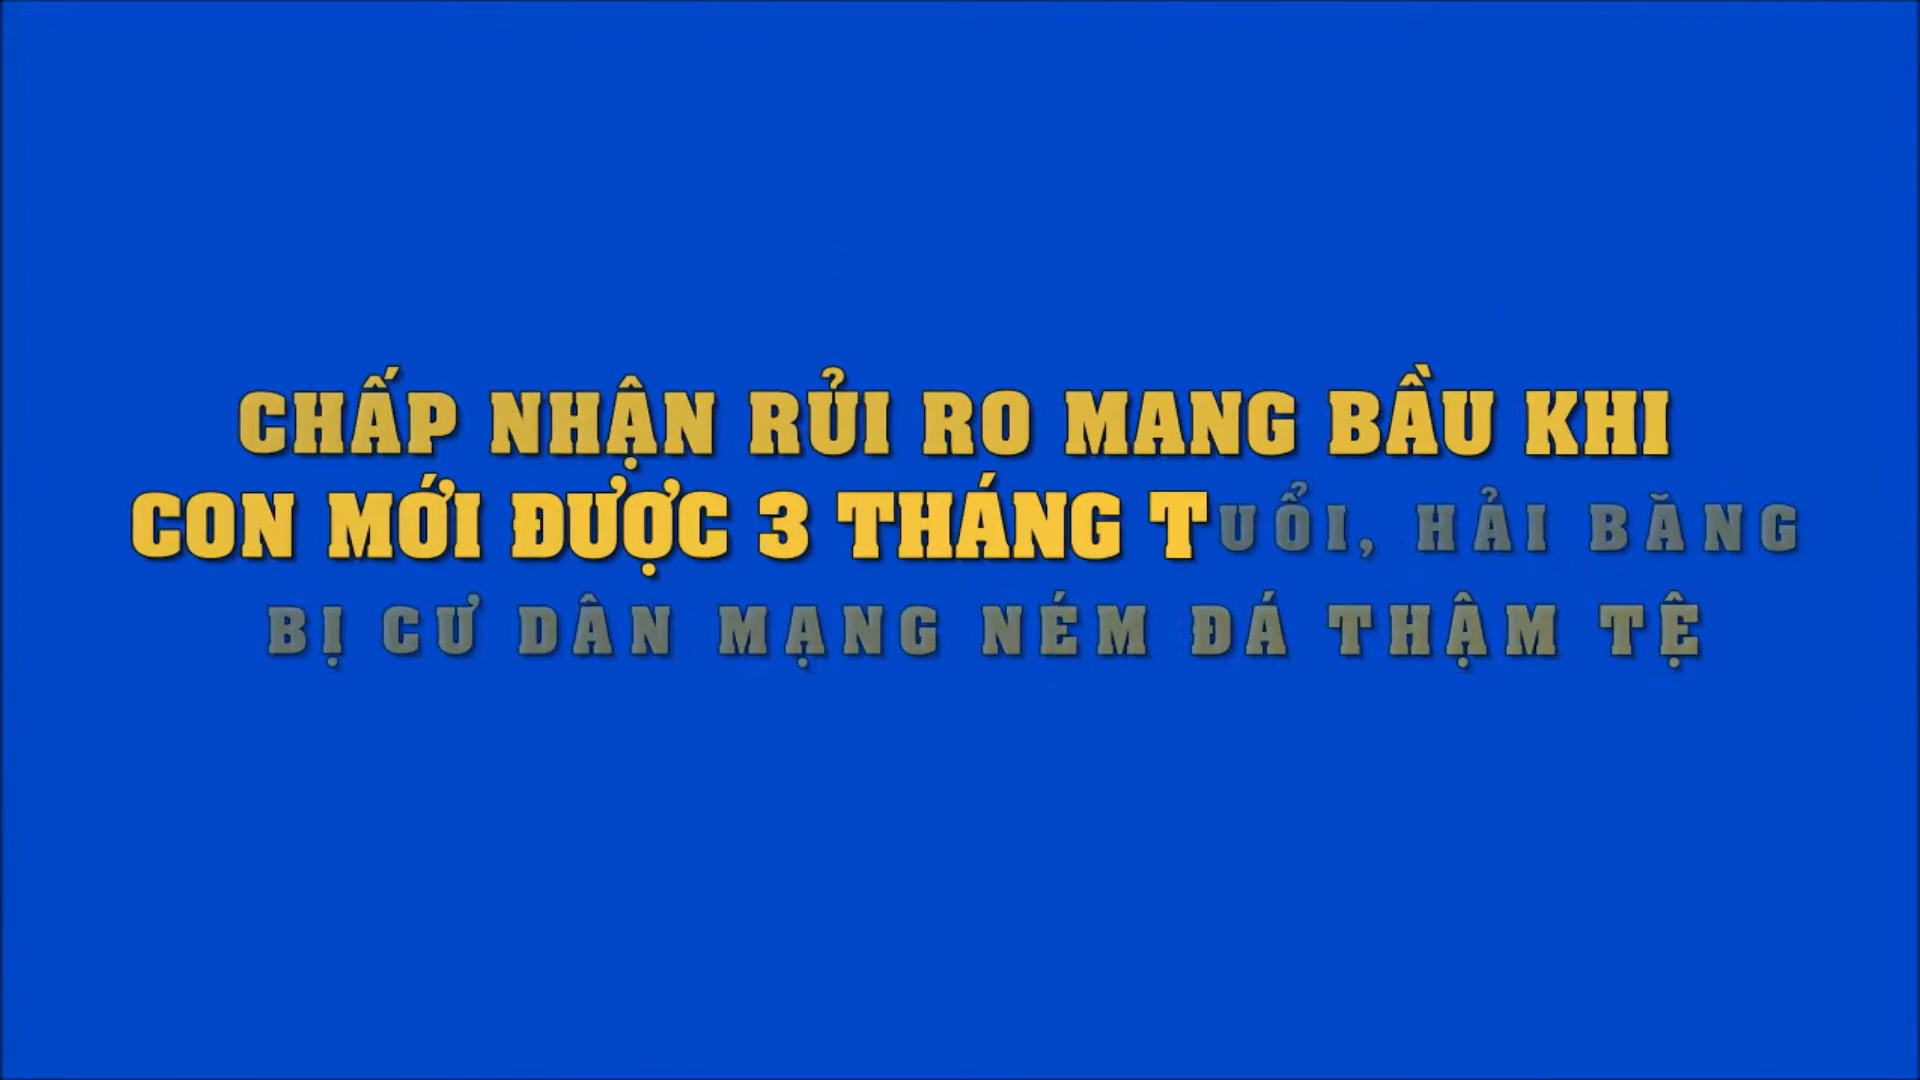 CHẤP NHẬN RỦI RO MANG BẦU KHI
CON MỚI ĐƯỢC 3 THÁNG TUỔI, HẢI BĂNG
BỊ CƯ DÂN MẠNG NÉM ĐÁ THẬM TỆ